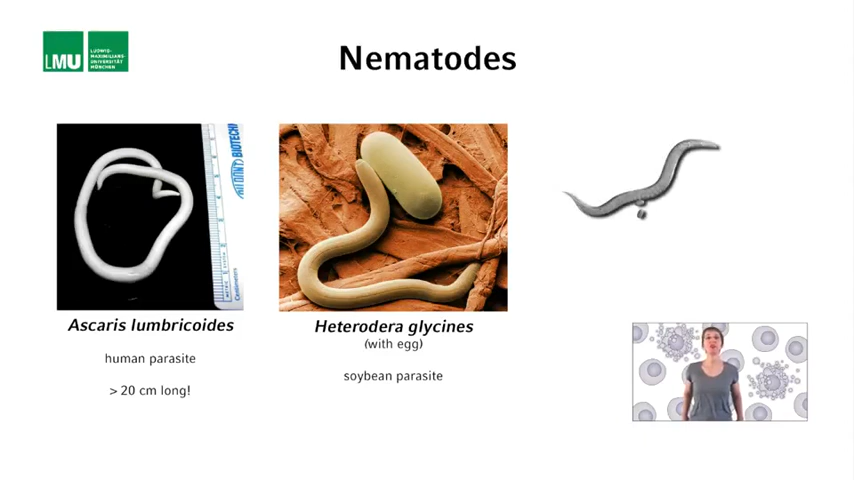 LMU
LUDWIG-
MAXIMILIANS-
UNIVERSITÄT
MÜNCHEN
Nematodes
Ascaris lumbricoides
human parasite
> 20 cm long!
Heterodera glycines
(with egg)
soybean parasite